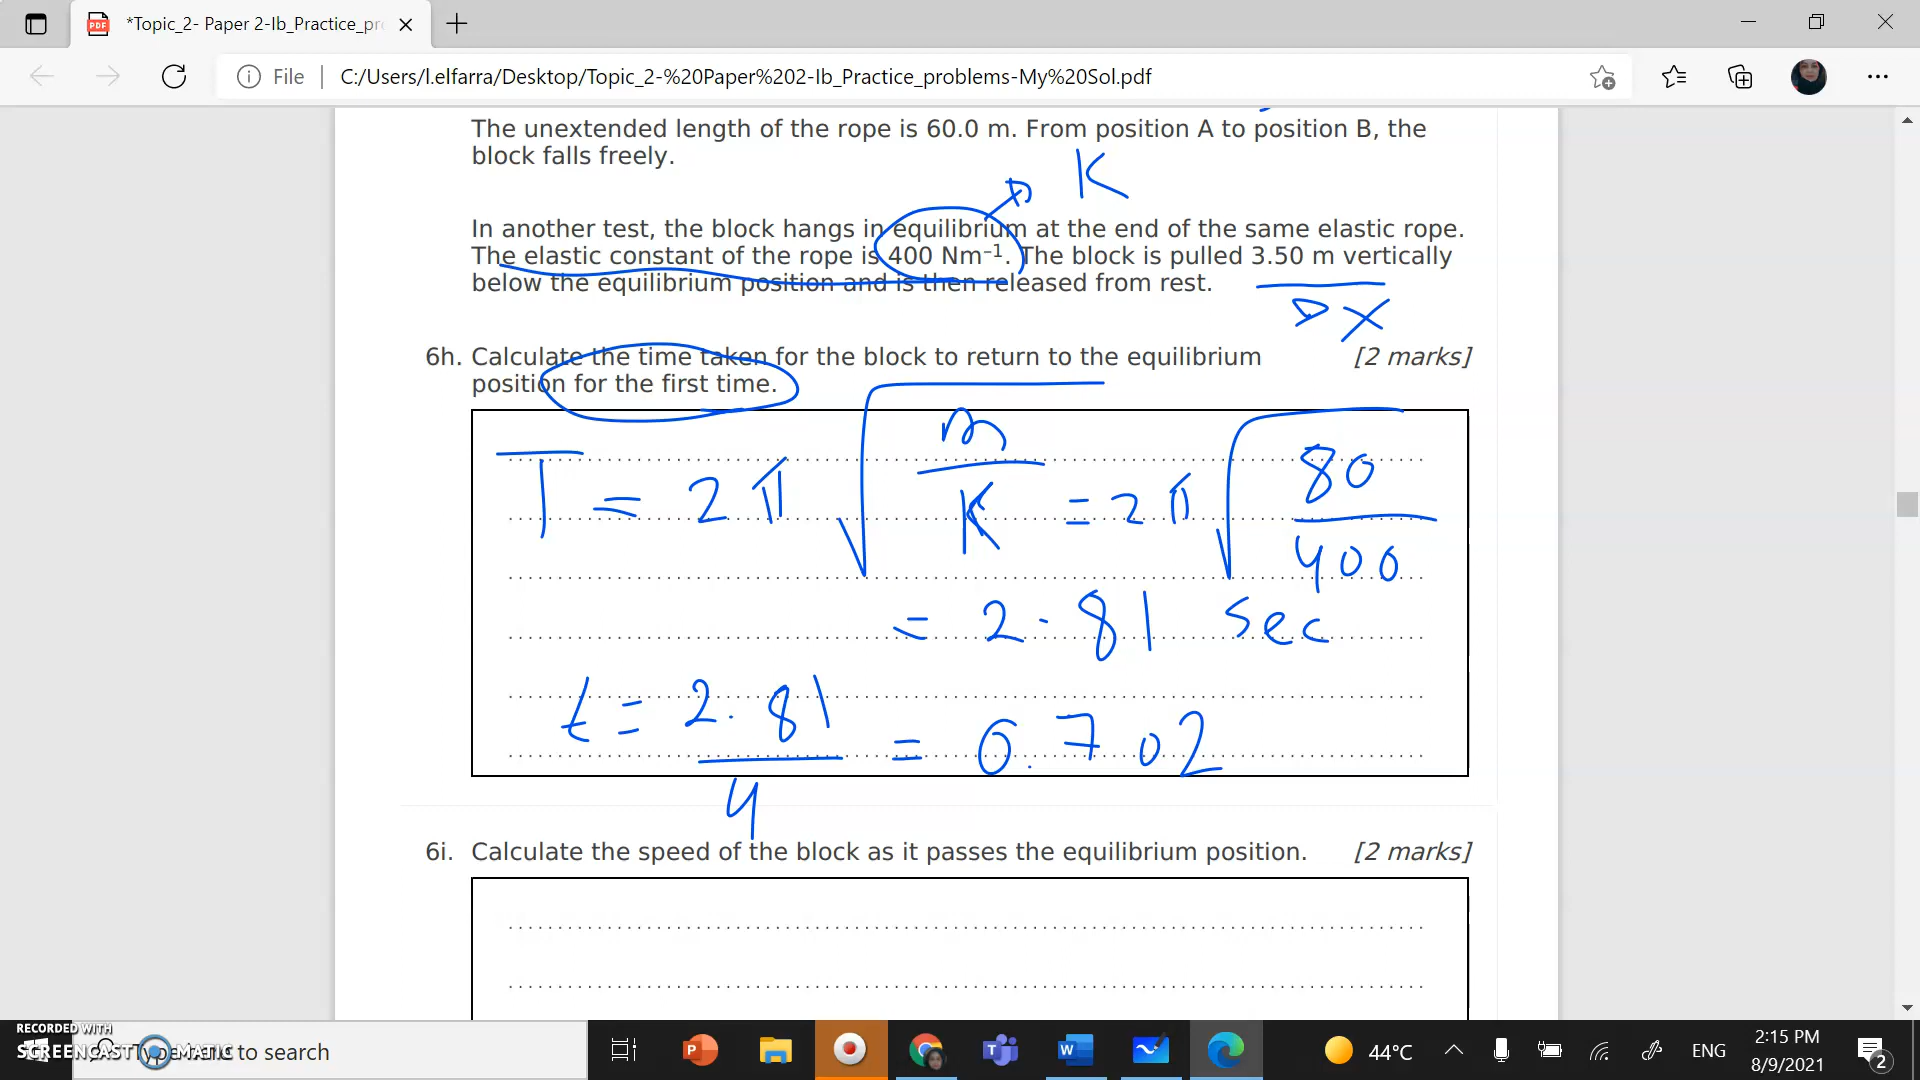 *Topic_2- Paper 2-Ib_Practice_pr
File
C:/Users/l.elfarra/Desktop/Topic_2-%20Paper%202-Ib_Practice_problems-My%20Sol.pdf
The unextended length of the rope is 60.0 m. From position A to position B, the
block falls freely.
K
In another test, the block hangs in equilibrium at the end of the same elastic rope.
The elastic constant of the rope is 400 Nm⁻¹. The block is pulled 3.50 m vertically
below the equilibrium position and is then released from rest.
Δ X
6h. Calculate the time taken for the block to return to the equilibrium [2 marks]
position for the first time.
T = 2 π √ m / K = 2 π √ 80 / 400
= 2.81 sec
t = 2.81 / 4 = 0.702
6i. Calculate the speed of the block as it passes the equilibrium position. [2 marks]
RECORDED WITH
SCREENCAST MATIC
to search
44°C
ENG
2:15 PM
8/9/2021
2